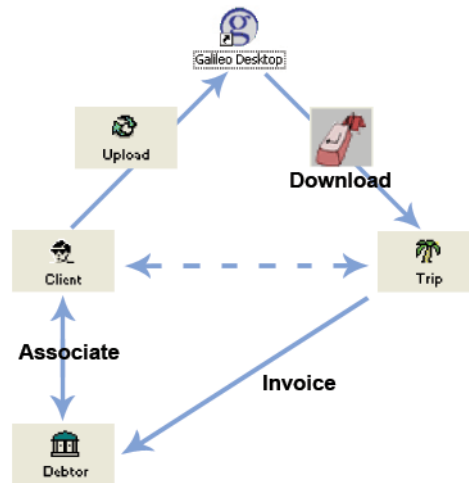 Galileo Desktop
Upload
Download
Client
Trip
Associate
Invoice
Debtor